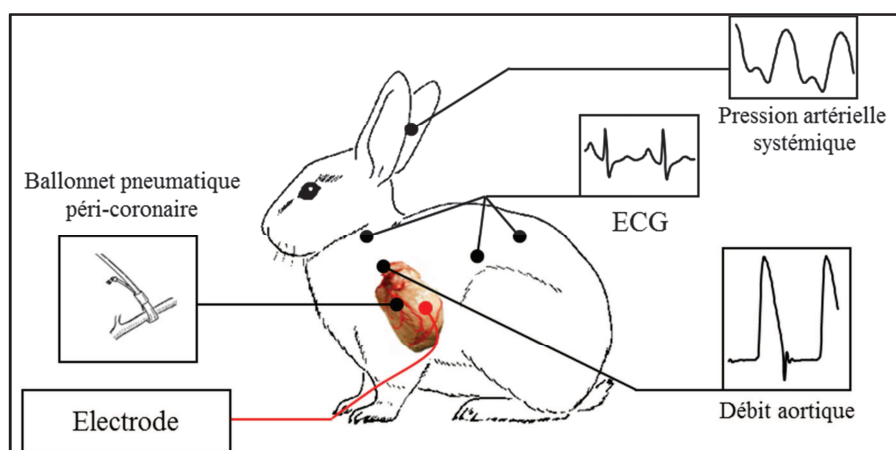 Pression artérielle
systémique
Ballonnet pneumatique
péri-coronaire
ECG
Electrode
Débit aortique